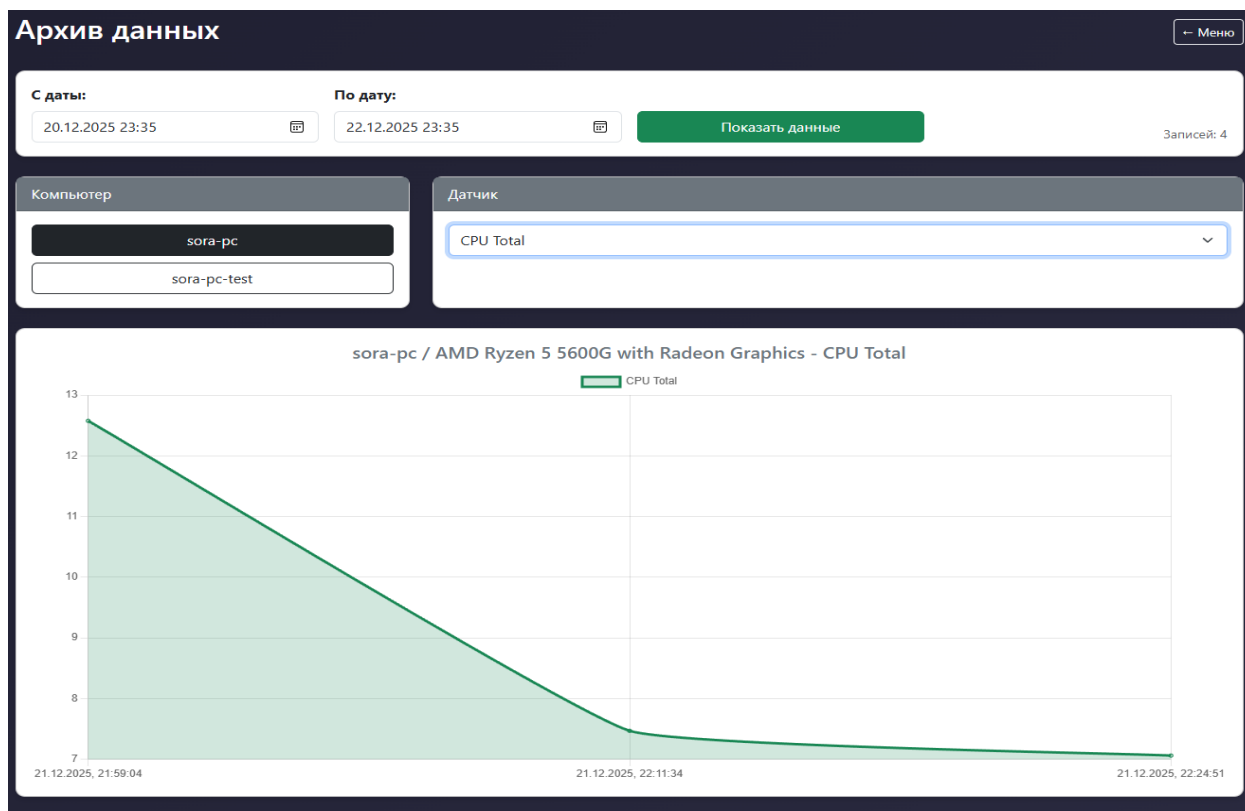 Архив данных
← Меню
С даты:
По дату:
20.12.2025 23:35
22.12.2025 23:35
Показать данные
Записей: 4
Компьютер
Датчик
sora-pc
CPU Total
sora-pc-test
sora-pc / AMD Ryzen 5 5600G with Radeon Graphics - CPU Total
CPU Total
13
12
11
10
9
8
7
21.12.2025, 21:59:04
21.12.2025, 22:11:34
21.12.2025, 22:24:51